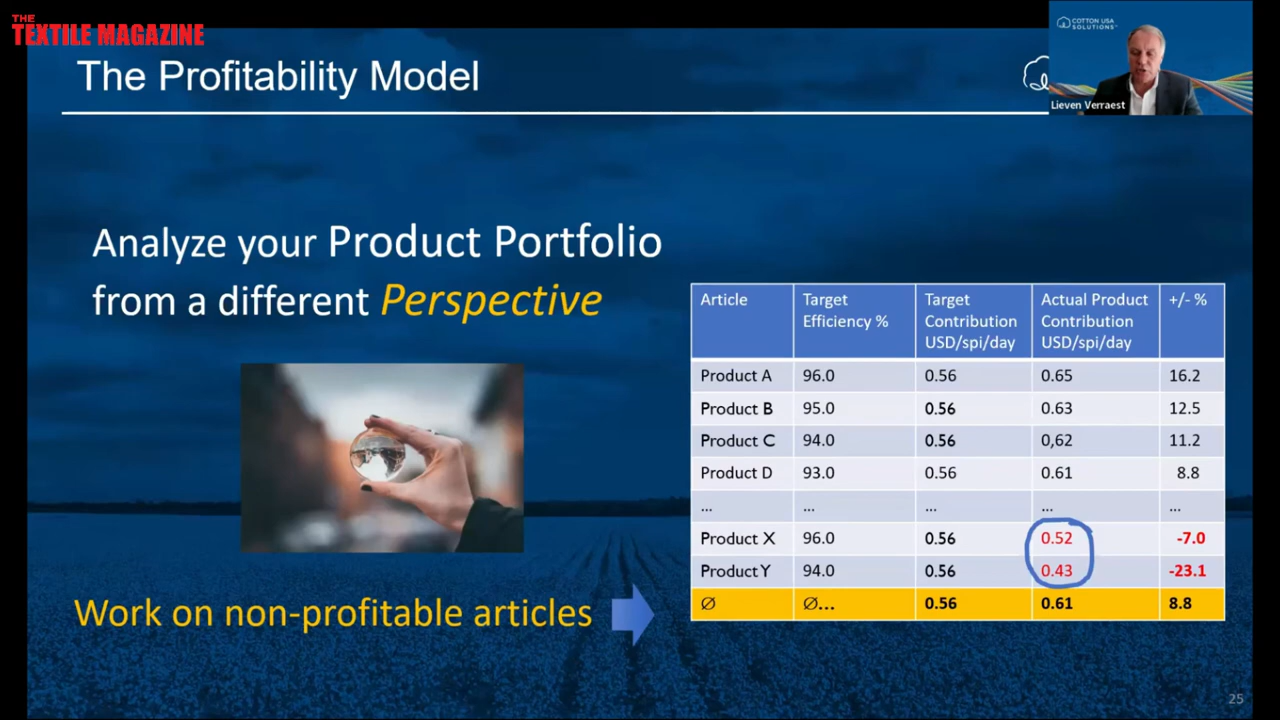 THE
TEXTILE MAGAZINE
The Profitability Model
COTTON USA
SOLUTIONS™
Lieven Verraest
Analyze your Product Portfolio
from a different Perspective
Work on non-profitable articles
Article Target Efficiency % Target Contribution USD/spi/day Actual Product Contribution USD/spi/day +/- %
Product A 96.0 0.56 0.65 16.2
Product B 95.0 0.56 0.63 12.5
Product C 94.0 0.56 0,62 11.2
Product D 93.0 0.56 0.61 8.8
... ... ... ... ...
Product X 96.0 0.56 0.52 -7.0
Product Y 94.0 0.56 0.43 -23.1
Ø Ø... 0.56 0.61 8.8
25